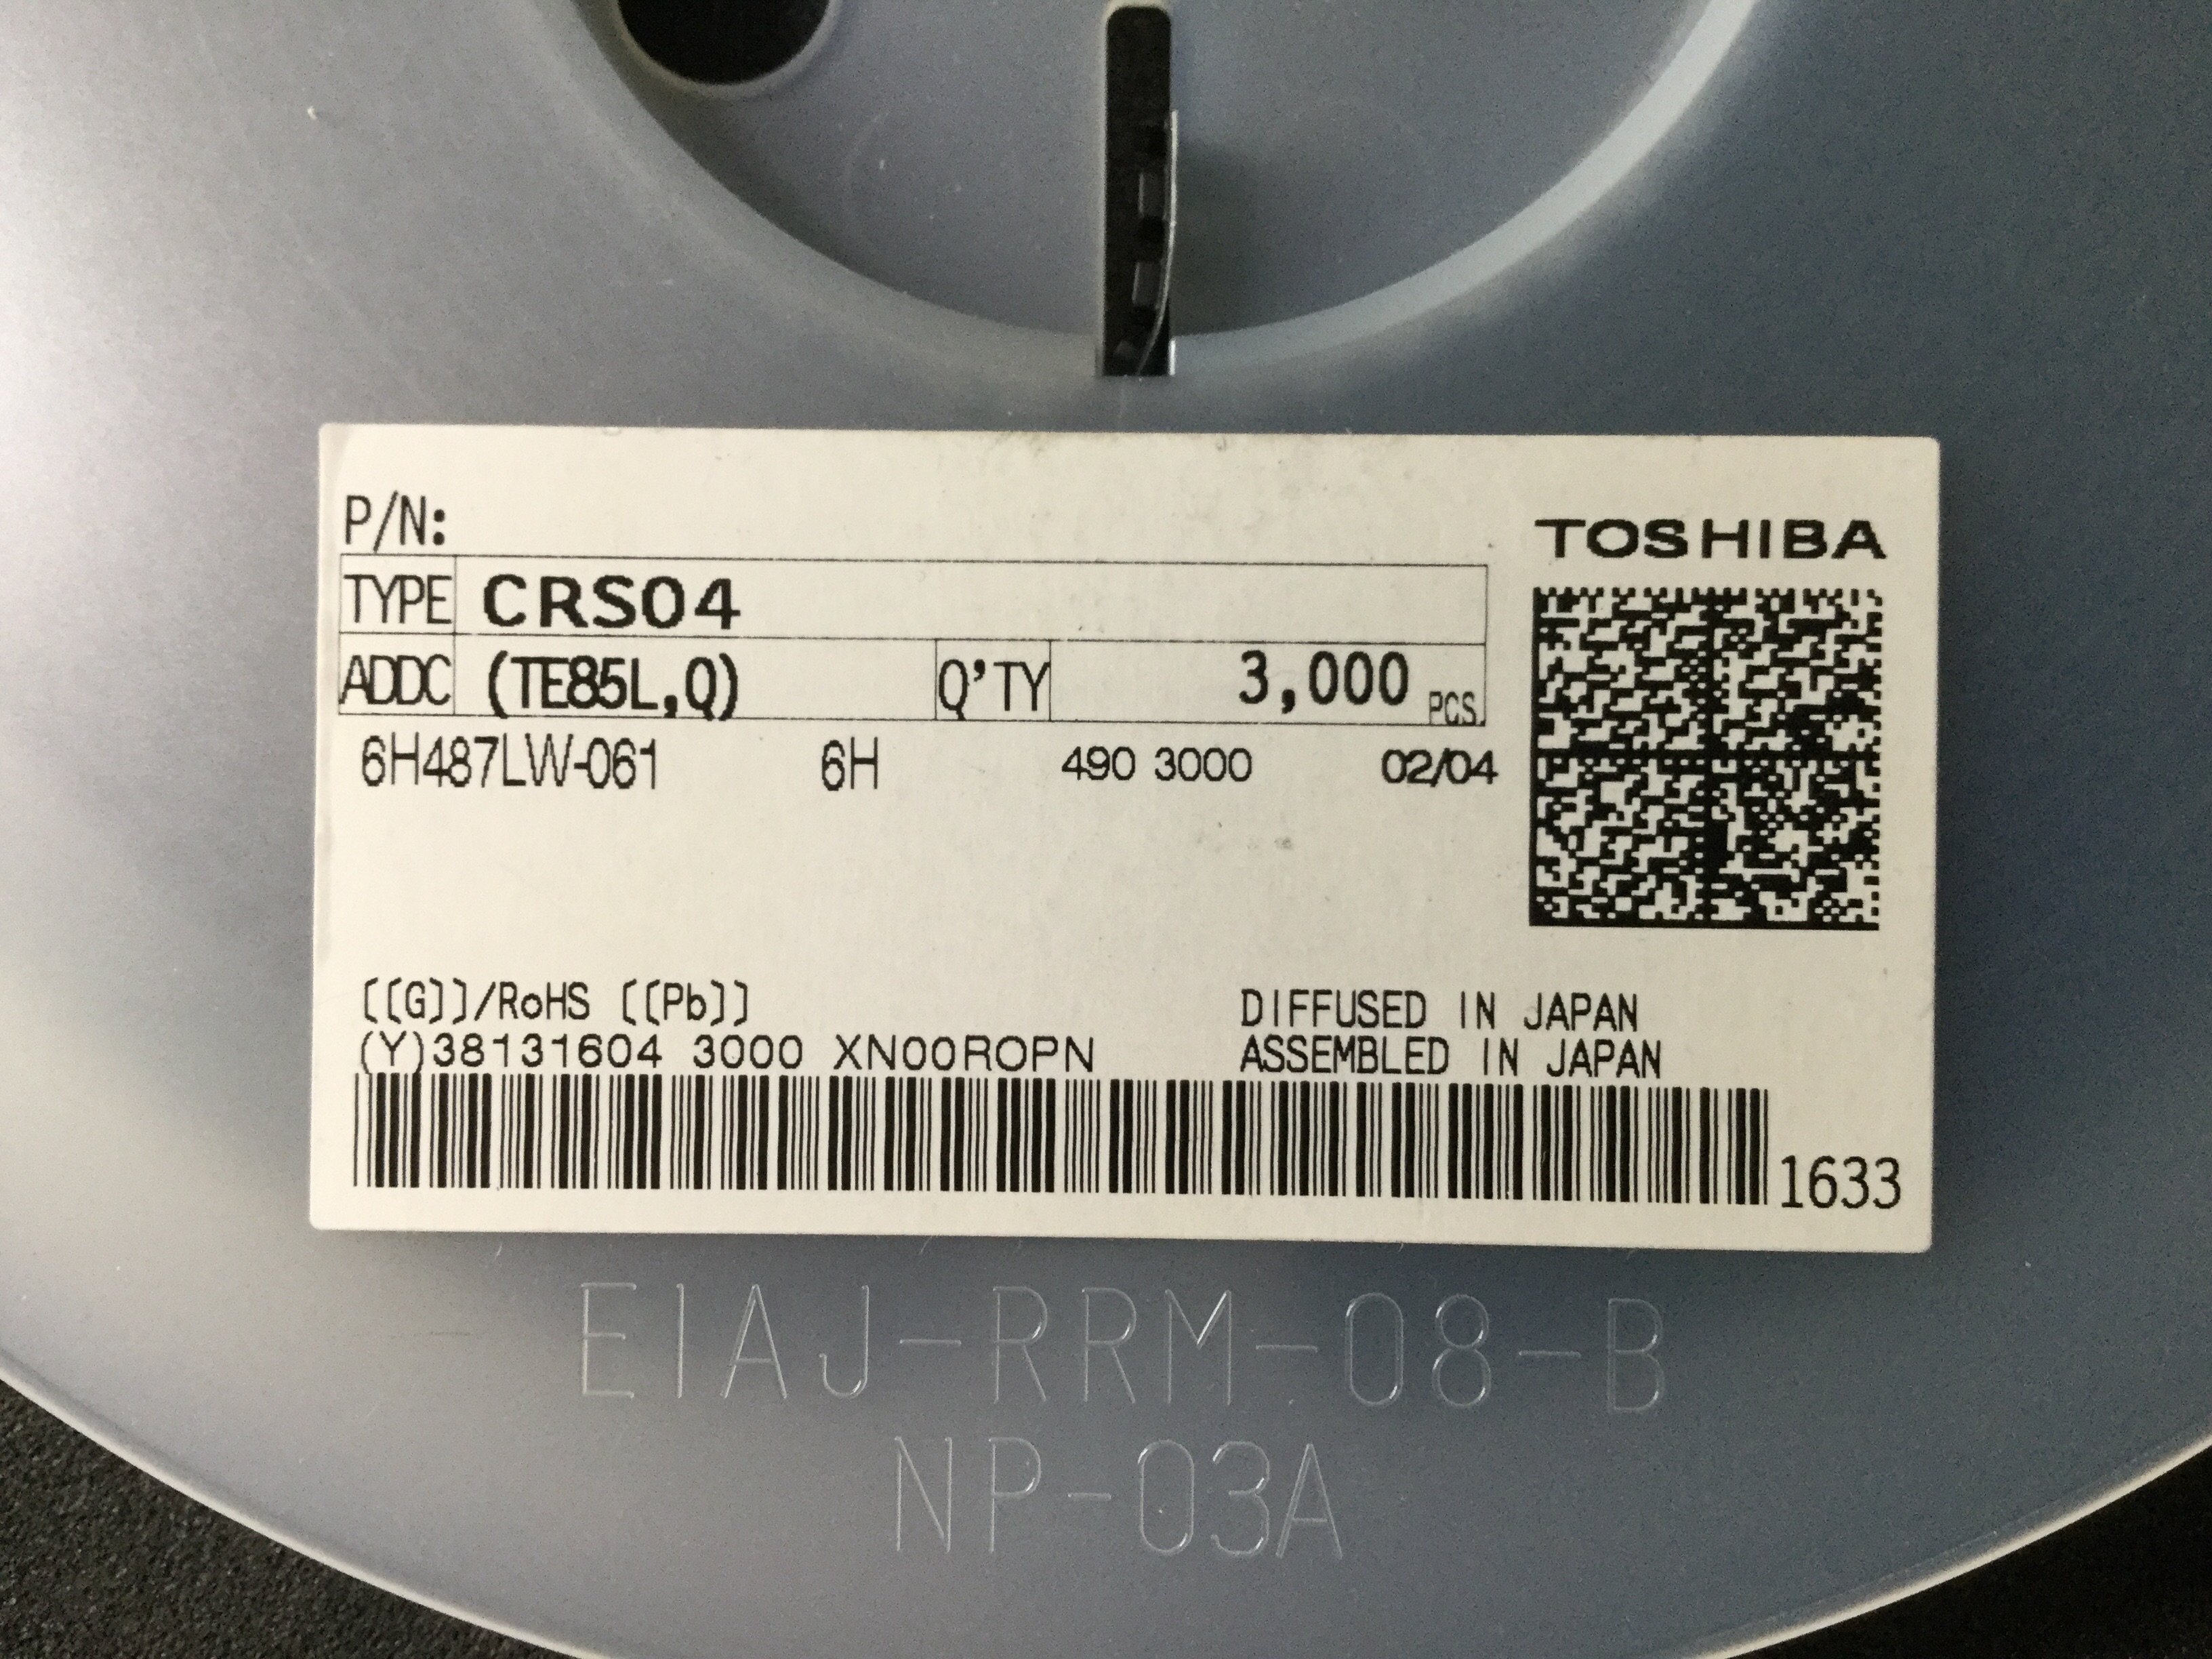 P/N:
TOSHIBA
TYPE CRS04
ADDC (TE85L,Q) Q'TY 3,000 PCS.
6H487LW-061 6H 490 3000 02/04
[[G]]/RoHS [[Pb]]
DIFFUSED IN JAPAN
(Y)38131604 3000 XN00ROPN
ASSEMBLED IN JAPAN
1633
EIAJ-RRM-08-B
NP-03A